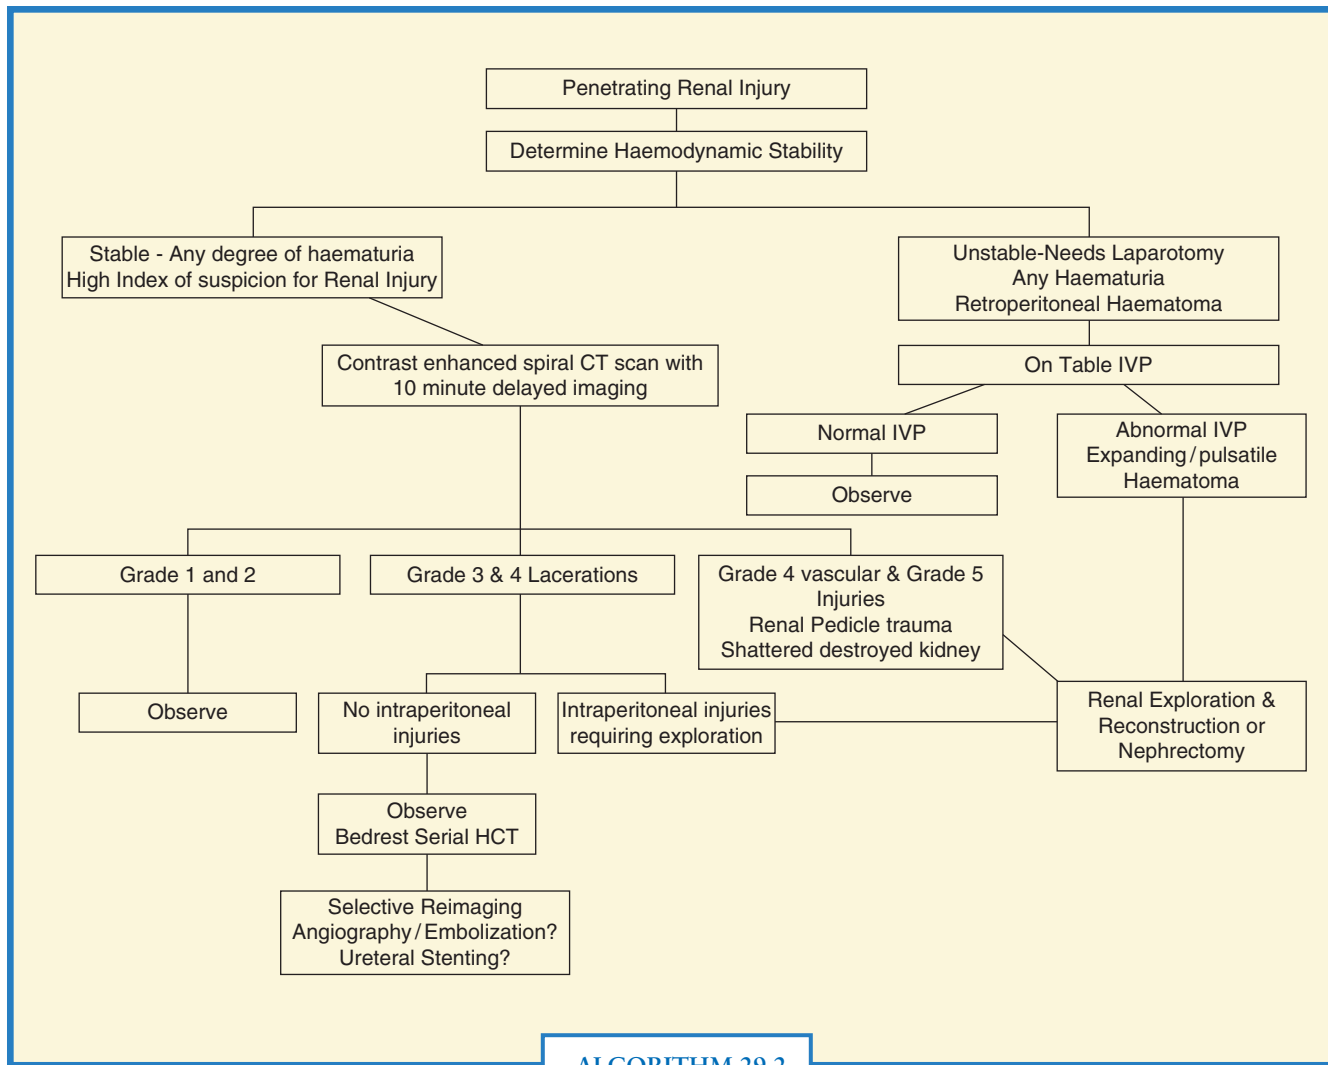 Penetrating Renal Injury
Determine Haemodynamic Stability
Stable - Any degree of haematuria
High Index of suspicion for Renal Injury
Unstable-Needs Laparotomy
Any Haematuria
Retroperitoneal Haematoma
Contrast enhanced spiral CT scan with
10 minute delayed imaging
On Table IVP
Normal IVP
Observe
Abnormal IVP
Expanding/pulsatile
Haematoma
Grade 1 and 2
Grade 3 & 4 Lacerations
Grade 4 vascular & Grade 5
Injuries
Renal Pedicle trauma
Shattered destroyed kidney
Observe
No intraperitoneal
injuries
Intraperitoneal injuries
requiring exploration
Renal Exploration &
Reconstruction or
Nephrectomy
Observe
Bedrest Serial HCT
Selective Reimaging
Angiography/Embolization?
Ureteral Stenting?
ALGORITHM 29.2